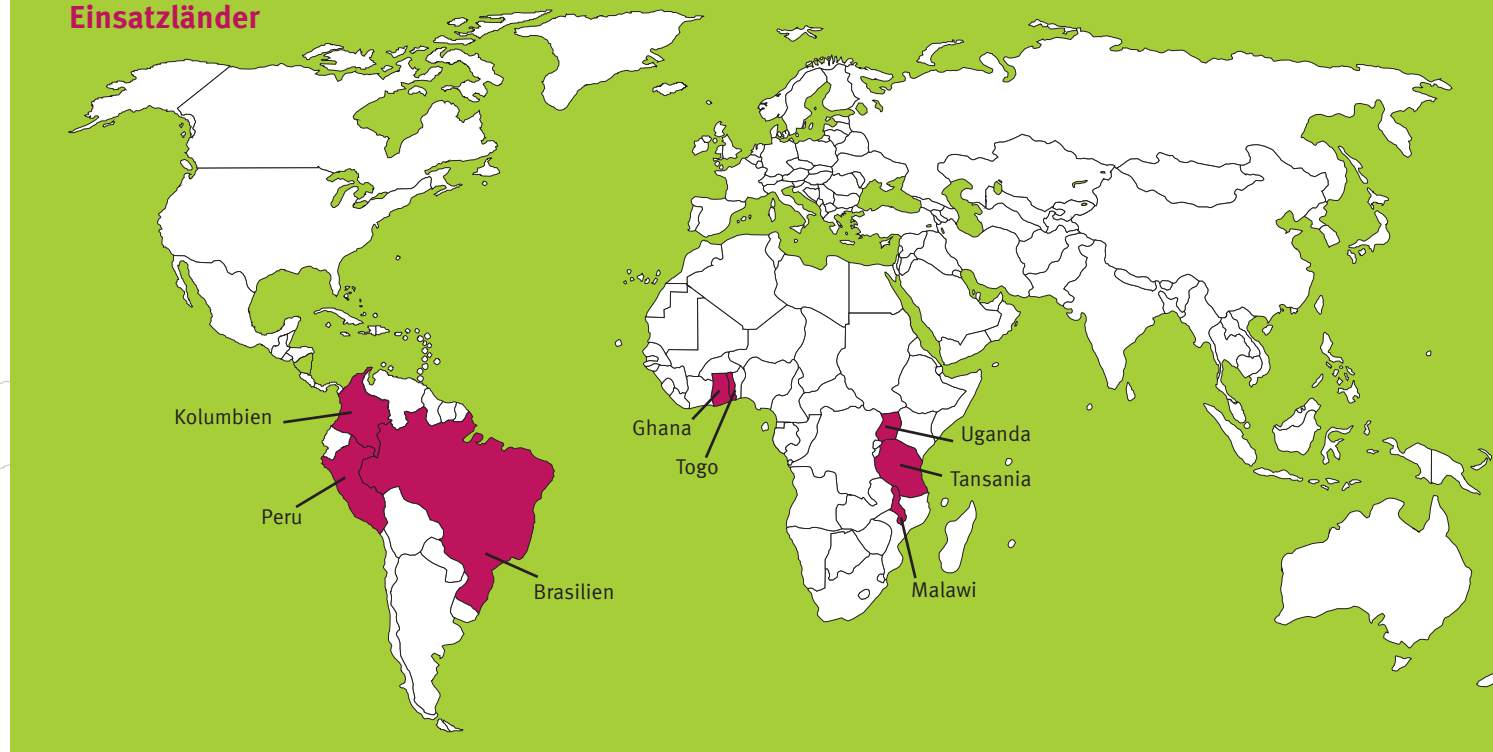 Einsatzländer
Kolumbien
Peru
Brasilien
Ghana
Togo
Uganda
Tansania
Malawi